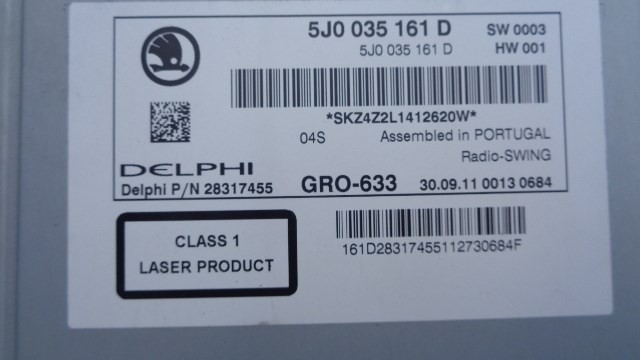 5J0 035 161 D SW 0003
5J0 035 161 D HW 001
*SKZ4Z2L1412620W*
04S Assembled in PORTUGAL
Radio-SWING
DELPHI
Delphi P/N 28317455 GRO-633 30.09.11 0013 0684
CLASS 1
LASER PRODUCT
161D28317455112730684F